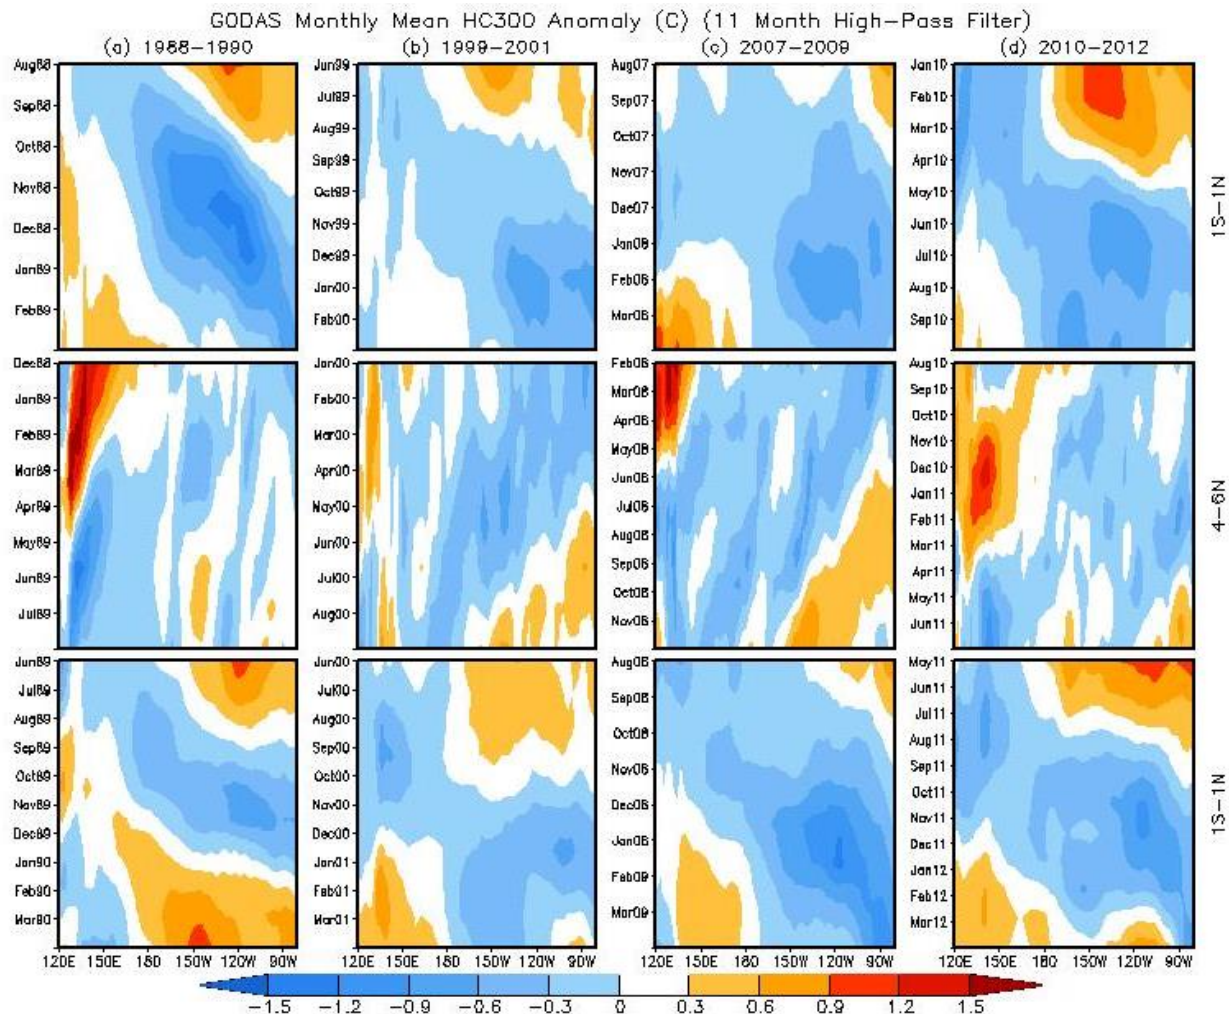 GODAS Monthly Mean HC300 Anomaly (C) (11 Month High-Pass Filter)
(a) 1988-1990
(b) 1999-2001
(c) 2007-2009
(d) 2010-2012
Aug88
Sep88
Oct88
Nov88
Dec88
Jan89
Feb89
Jun99
Jul99
Aug99
Sep99
Oct99
Nov99
Dec99
Jan00
Feb00
Aug07
Sep07
Oct07
Nov07
Dec07
Jan08
Feb08
Mar08
Jan10
Feb10
Mar10
Apr10
May10
Jun10
Jul10
Aug10
Sep10
1S-1N
Dec88
Jan89
Feb89
Mar89
Apr89
May89
Jun89
Jul89
Jan00
Feb00
Mar00
Apr00
May00
Jun00
Jul00
Aug00
Feb08
Mar08
Apr08
May08
Jun08
Jul08
Aug08
Sep08
Oct08
Nov08
Aug10
Sep10
Oct10
Nov10
Dec10
Jan11
Feb11
Mar11
Apr11
May11
Jun11
4-6N
Jun89
Jul89
Aug89
Sep89
Oct89
Nov89
Dec89
Jan90
Feb90
Mar90
Jun00
Jul00
Aug00
Sep00
Oct00
Nov00
Dec00
Jan01
Feb01
Mar01
Aug08
Sep08
Oct08
Nov08
Dec08
Jan09
Feb09
Mar09
May11
Jun11
Jul11
Aug11
Sep11
Oct11
Nov11
Dec11
Jan12
Feb12
Mar12
1S-1N
120E 150E 180 150W 120W 90W
120E 150E 180 150W 120W 90W
120E 150E 180 150W 120W 90W
120E 150E 180 150W 120W 90W
-1.5 -1.2 -0.9 -0.6 -0.3 0 0.3 0.6 0.9 1.2 1.5